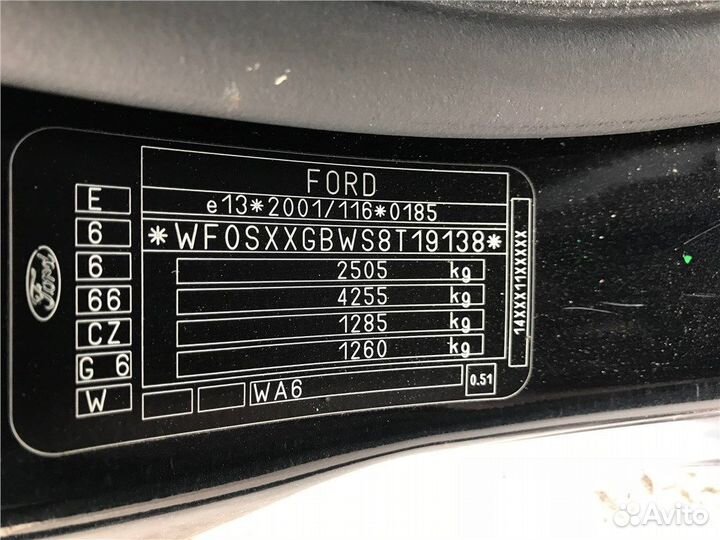 FORD
e13*2001/116*0185
*WF0SXXGBWS8T19138*
2505 kg
4255 kg
1285 kg
1260 kg
WA6
0.51
E
6
6
66
CZ
G 6
W
Ford
14XXX11XXXXX
Avito